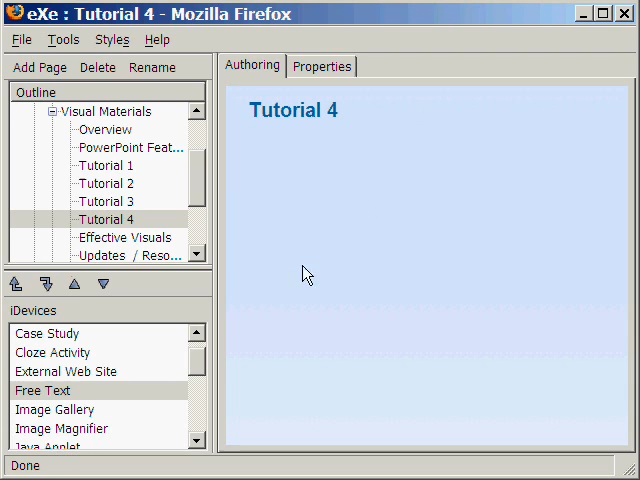 eXe : Tutorial 4 - Mozilla Firefox
File Tools Styles Help
Add Page Delete Rename
Outline
Visual Materials
Overview
PowerPoint Feat...
Tutorial 1
Tutorial 2
Tutorial 3
Tutorial 4
Effective Visuals
Updates / Reso...
iDevices
Case Study
Cloze Activity
External Web Site
Free Text
Image Gallery
Image Magnifier
Java Applet
Authoring Properties
Tutorial 4
Done